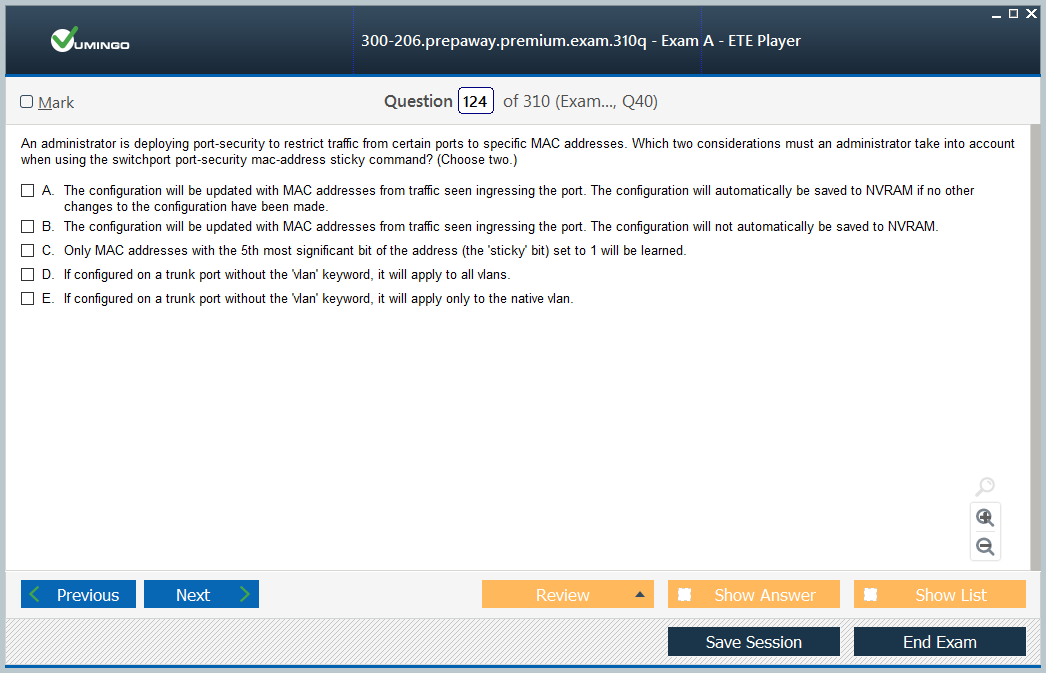 VUMINGO
300-206.prepaway.premium.exam.310q - Exam A - ETE Player
Mark
Question 124 of 310 (Exam..., Q40)
An administrator is deploying port-security to restrict traffic from certain ports to specific MAC addresses. Which two considerations must an administrator take into account
when using the switchport port-security mac-address sticky command? (Choose two.)
A. The configuration will be updated with MAC addresses from traffic seen ingressing the port. The configuration will automatically be saved to NVRAM if no other
changes to the configuration have been made.
B. The configuration will be updated with MAC addresses from traffic seen ingressing the port. The configuration will not automatically be saved to NVRAM.
C. Only MAC addresses with the 5th most significant bit of the address (the 'sticky' bit) set to 1 will be learned.
D. If configured on a trunk port without the 'vlan' keyword, it will apply to all vlans.
E. If configured on a trunk port without the 'vlan' keyword, it will apply only to the native vlan.
Previous
Next
Review
Show Answer
Show List
Save Session
End Exam